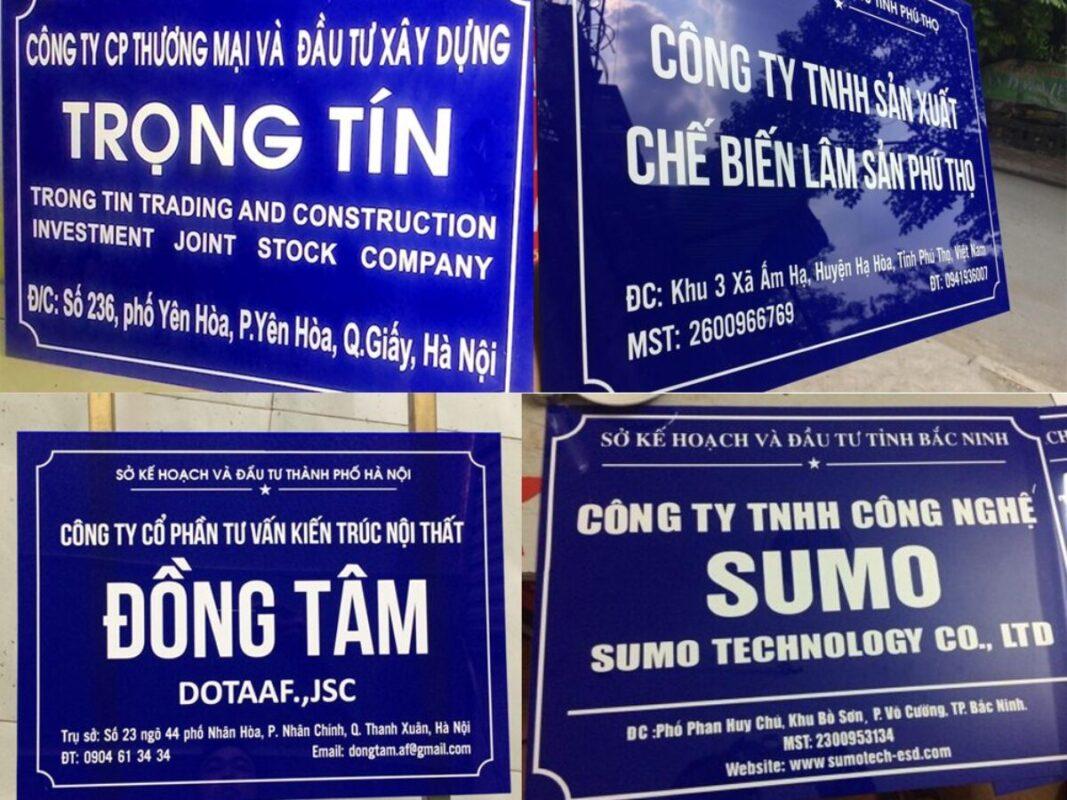 CÔNG TY CP THƯƠNG MẠI VÀ ĐẦU TƯ XÂY DỰNG
TRỌNG TÍN
TRONG TIN TRADING AND CONSTRUCTION
INVESTMENT JOINT STOCK COMPANY
Đ/C: Số 236, phố Yên Hòa, P.Yên Hòa, Q.Giấy, Hà Nội
TỈNH PHÚ THỌ
CÔNG TY TNHH SẢN XUẤT
CHẾ BIẾN LÂM SẢN PHÚ THỌ
ĐC: Khu 3 Xã Ấm Hạ, Huyện Hạ Hòa, Tỉnh Phú Thọ, Việt Nam
MST: 2600966769
ĐT: 0941936007
SỞ KẾ HOẠCH VÀ ĐẦU TƯ THÀNH PHỐ HÀ NỘI
CÔNG TY CỔ PHẦN TƯ VẤN KIẾN TRÚC NỘI THẤT
ĐỒNG TÂM
DOTAAF.,JSC
Trụ sở: Số 23 ngõ 44 phố Nhân Hòa, P. Nhân Chính, Q. Thanh Xuân, Hà Nội
ĐT: 0904 61 34 34 Email: dongtam.af@gmail.com
SỞ KẾ HOẠCH VÀ ĐẦU TƯ TỈNH BẮC NINH
CÔNG TY TNHH CÔNG NGHỆ
SUMO
SUMO TECHNOLOGY CO., LTD
ĐC :Phố Phan Huy Chú, Khu Bồ Sơn, P. Võ Cường. TP. Bắc Ninh.
MST: 2300953134
Website: www.sumotech-esd.com